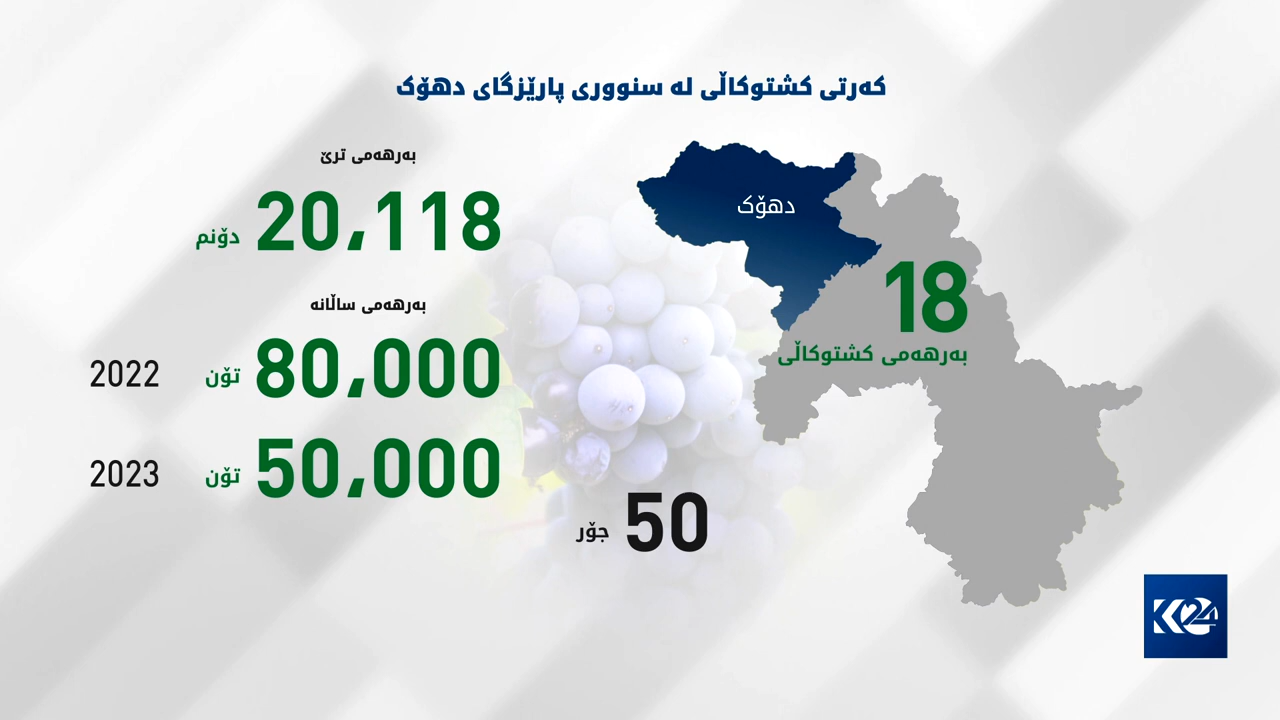 کەرتی کشتوکاڵی لە سنووری پارێزگای دهۆک
دهۆک
18
بەرهەمی کشتوکاڵی
بەرهەمی ترێ
20،118 دۆنم
بەرهەمی ساڵانە
80،000 تۆن 2022
50،000 تۆن 2023
50 جۆر
K24